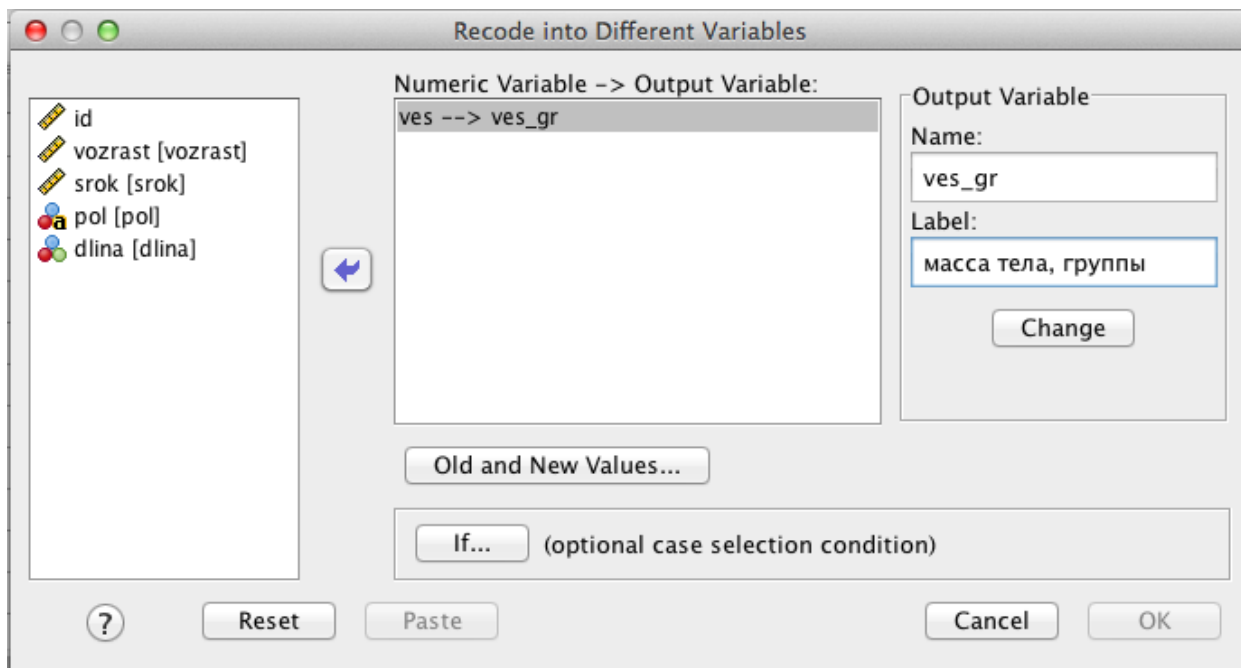 Recode into Different Variables
id
vozrast [vozrast]
srok [srok]
a pol [pol]
dlina [dlina]
Numeric Variable -> Output Variable:
ves --> ves_gr
Output Variable
Name:
ves_gr
Label:
масса тела, группы
Change
Old and New Values...
If... (optional case selection condition)
? Reset Paste Cancel OK